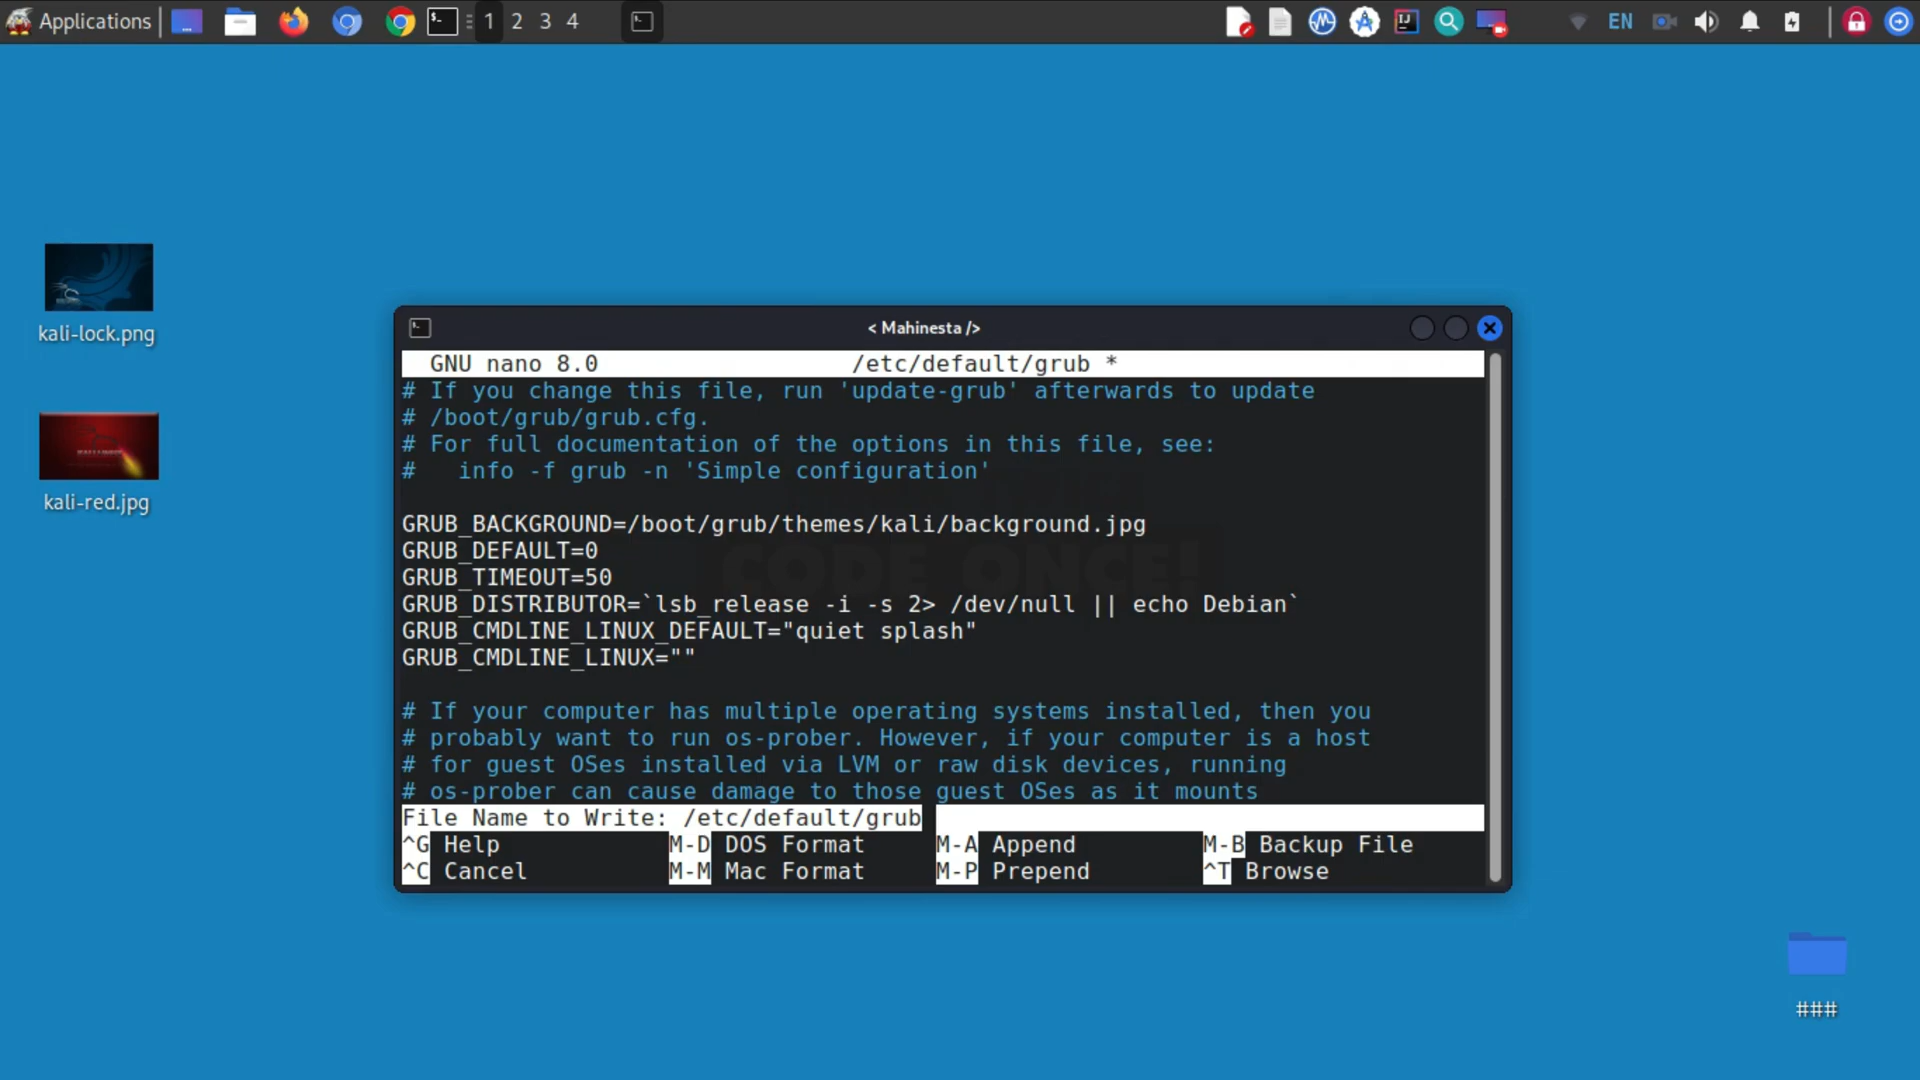 Applications 1 2 3 4 EN
kali-lock.png
kali-red.jpg
< Mahinesta />
GNU nano 8.0 /etc/default/grub *
# If you change this file, run 'update-grub' afterwards to update
# /boot/grub/grub.cfg.
# For full documentation of the options in this file, see:
#   info -f grub -n 'Simple configuration'
GRUB_BACKGROUND=/boot/grub/themes/kali/background.jpg
GRUB_DEFAULT=0
GRUB_TIMEOUT=50
GRUB_DISTRIBUTOR=`lsb_release -i -s 2> /dev/null || echo Debian`
GRUB_CMDLINE_LINUX_DEFAULT="quiet splash"
GRUB_CMDLINE_LINUX=""
CODE ONCE!
# If your computer has multiple operating systems installed, then you
# probably want to run os-prober. However, if your computer is a host
# for guest OSes installed via LVM or raw disk devices, running
# os-prober can cause damage to those guest OSes as it mounts
File Name to Write: /etc/default/grub
^G Help M-D DOS Format M-A Append M-B Backup File
^C Cancel M-M Mac Format M-P Prepend ^T Browse
###